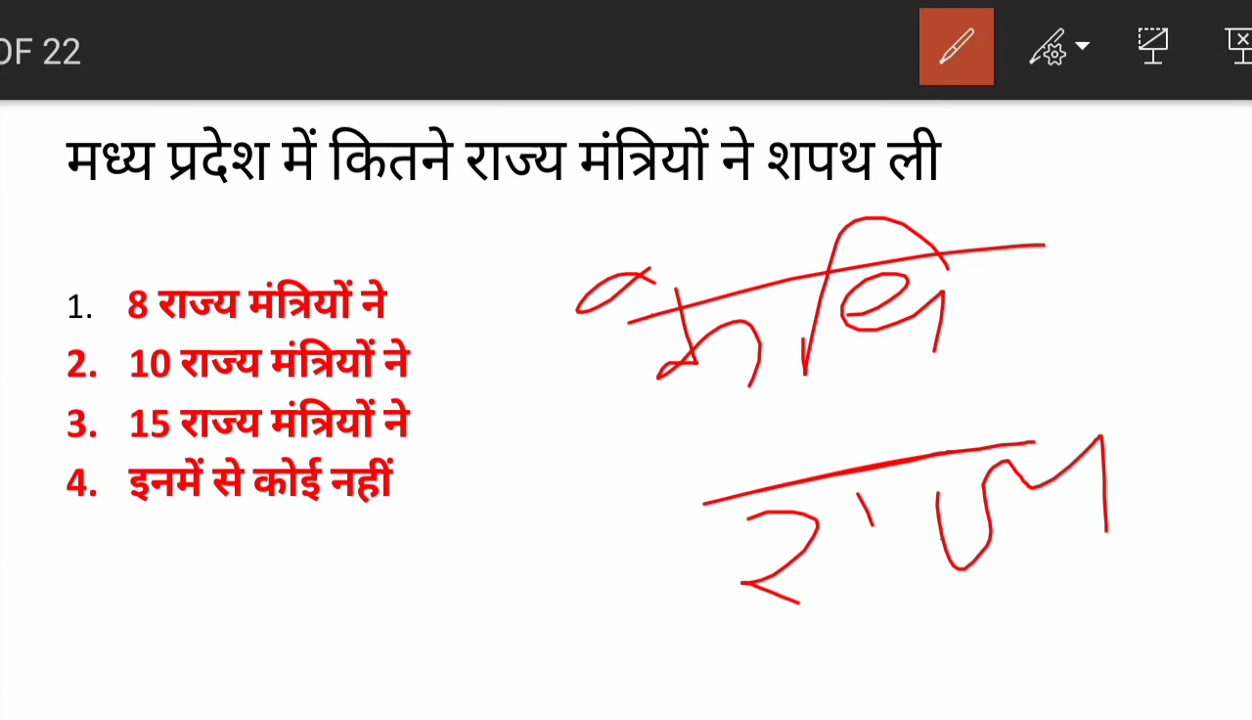 OF 22
मध्य प्रदेश में कितने राज्य मंत्रियों ने शपथ ली
1. 8 राज्य मंत्रियों ने
2. 10 राज्य मंत्रियों ने
3. 15 राज्य मंत्रियों ने
4. इनमें से कोई नहीं